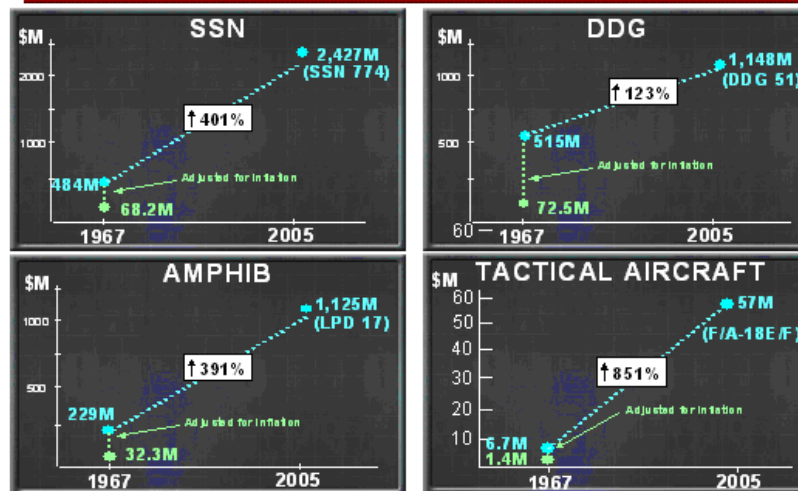 SSN
$M
2000
1000
2,427M
(SSN 774)
↑401%
484M
Adjusted for Inflation
68.2M
1967
2005
DDG
$M
1000
500
60
1,148M
(DDG 51)
↑123%
515M
Adjusted for Inflation
72.5M
1967
2005
AMPHIB
$M
1000
500
1,125M
(LPD 17)
↑391%
229M
Adjusted for Inflation
32.3M
1967
2005
TACTICAL AIRCRAFT
$M
60
50
40
30
20
10
57M
(F/A-18E/F)
↑851%
Adjusted for Inflation
6.7M
1.4M
1967
2005